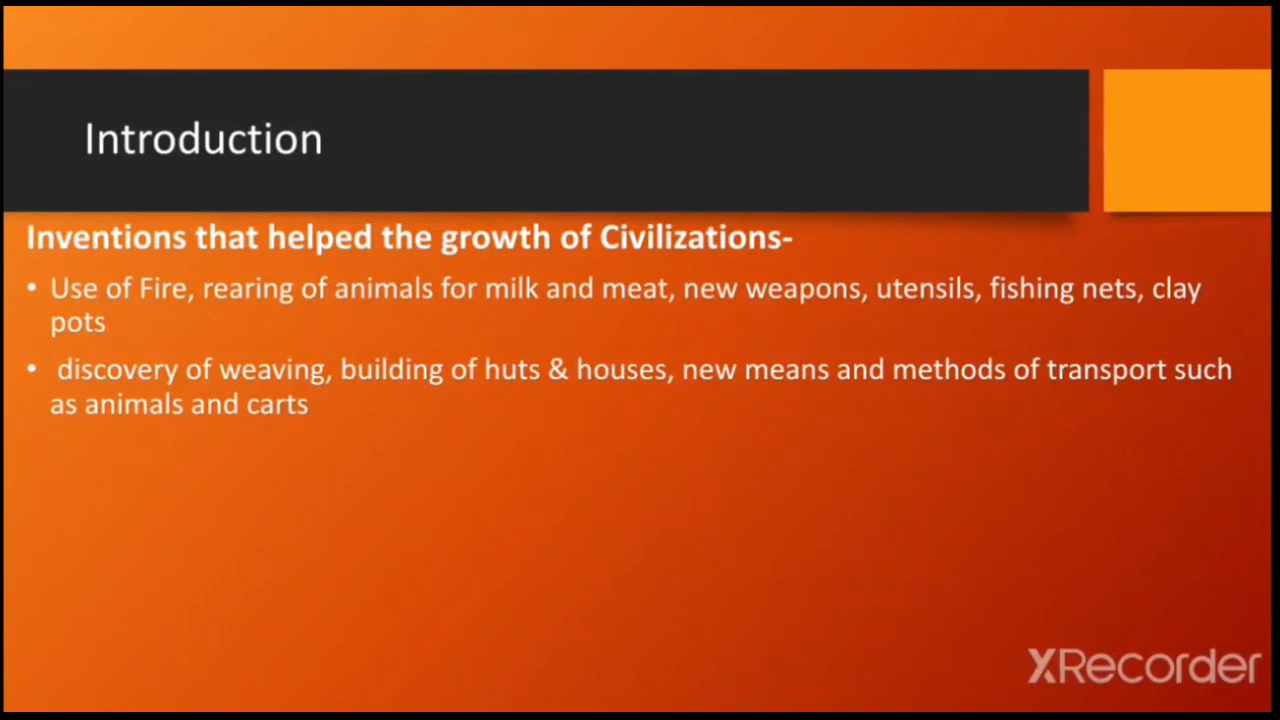 Introduction
Inventions that helped the growth of Civilizations-
• Use of Fire, rearing of animals for milk and meat, new weapons, utensils, fishing nets, clay
pots
• discovery of weaving, building of huts & houses, new means and methods of transport such
as animals and carts
XRecorder